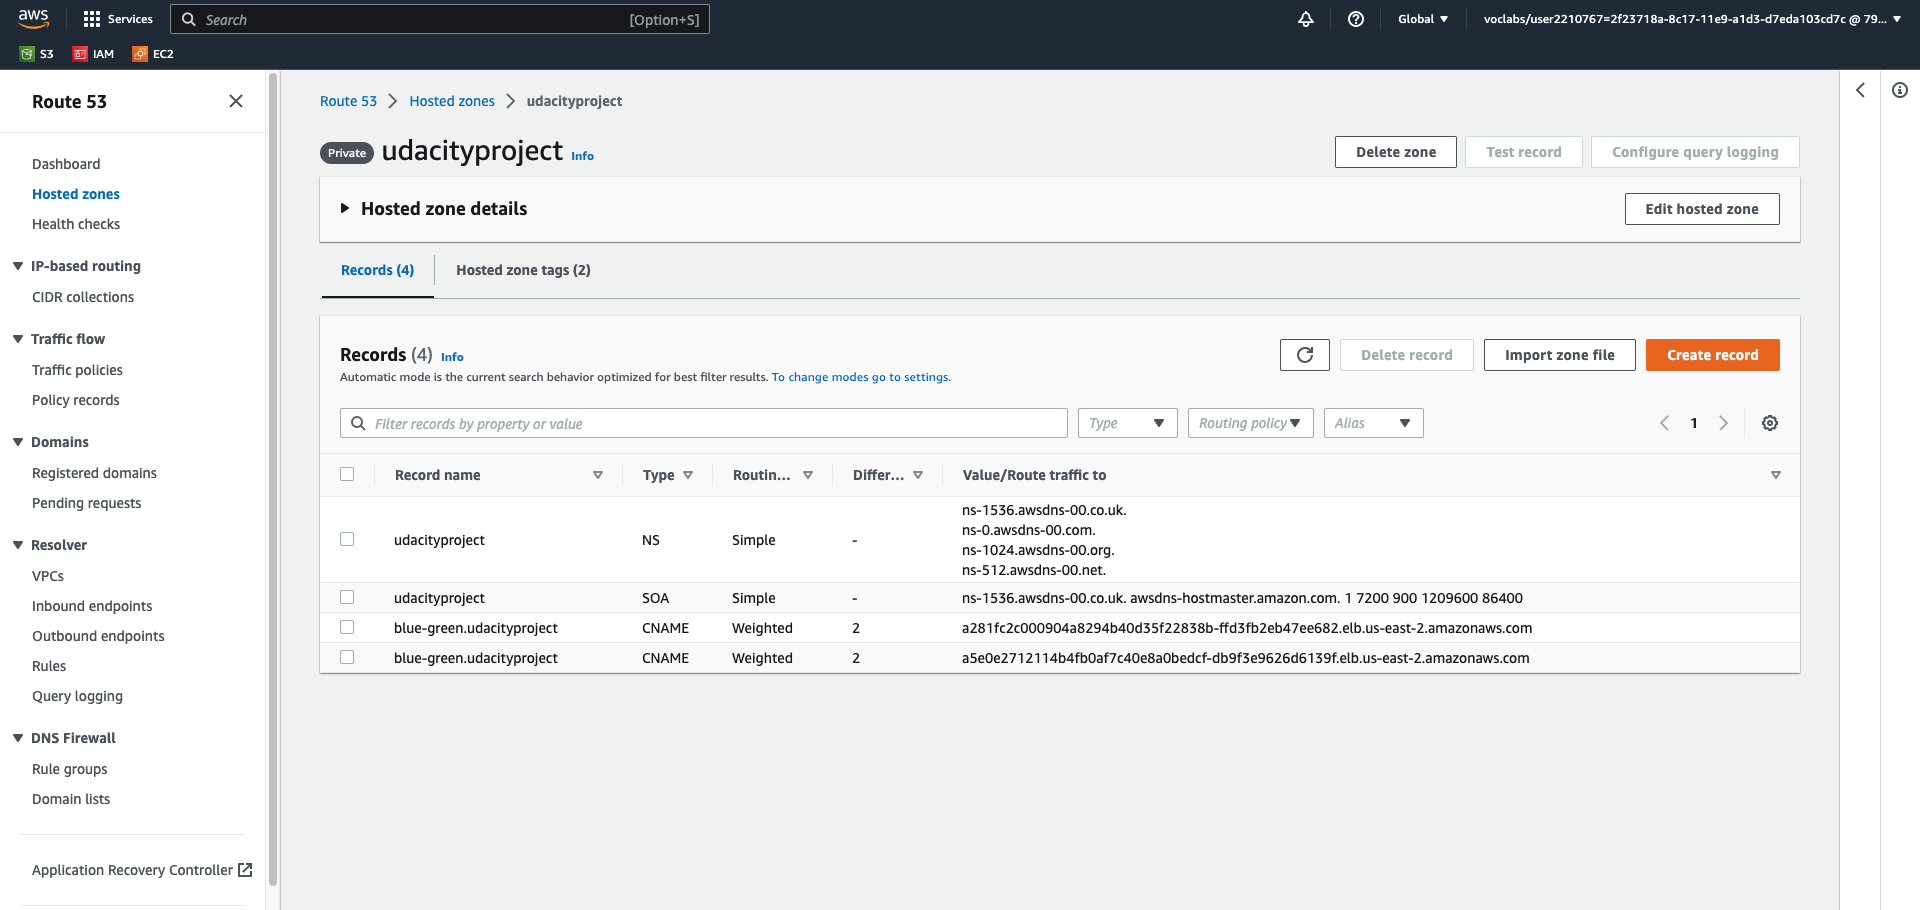 aws
Services
Search
[Option+S]
Global
voclabs/user2210767=2f23718a-8c17-11e9-a1d3-d7eda103cd7c @ 79...
S3
IAM
EC2
Route 53
Dashboard
Hosted zones
Health checks
IP-based routing
CIDR collections
Traffic flow
Traffic policies
Policy records
Domains
Registered domains
Pending requests
Resolver
VPCs
Inbound endpoints
Outbound endpoints
Rules
Query logging
DNS Firewall
Rule groups
Domain lists
Application Recovery Controller
Route 53 Hosted zones udacityproject
Private udacityproject Info
Delete zone
Test record
Configure query logging
Hosted zone details
Edit hosted zone
Records (4)
Hosted zone tags (2)
Records (4) Info
Automatic mode is the current search behavior optimized for best filter results. To change modes go to settings.
Delete record
Import zone file
Create record
Filter records by property or value
Type
Routing policy
Alias
1
Record name Type Routin... Differ... Value/Route traffic to
udacityproject NS Simple -
ns-1536.awsdns-00.co.uk.
ns-0.awsdns-00.com.
ns-1024.awsdns-00.org.
ns-512.awsdns-00.net.
udacityproject SOA Simple - ns-1536.awsdns-00.co.uk. awsdns-hostmaster.amazon.com. 1 7200 900 1209600 86400
blue-green.udacityproject CNAME Weighted 2 a281fc2c000904a8294b40d35f22838b-ffd3fb2eb47ee682.elb.us-east-2.amazonaws.com
blue-green.udacityproject CNAME Weighted 2 a5e0e2712114b4fb0af7c40e8a0bedcf-db9f3e9626d6139f.elb.us-east-2.amazonaws.com